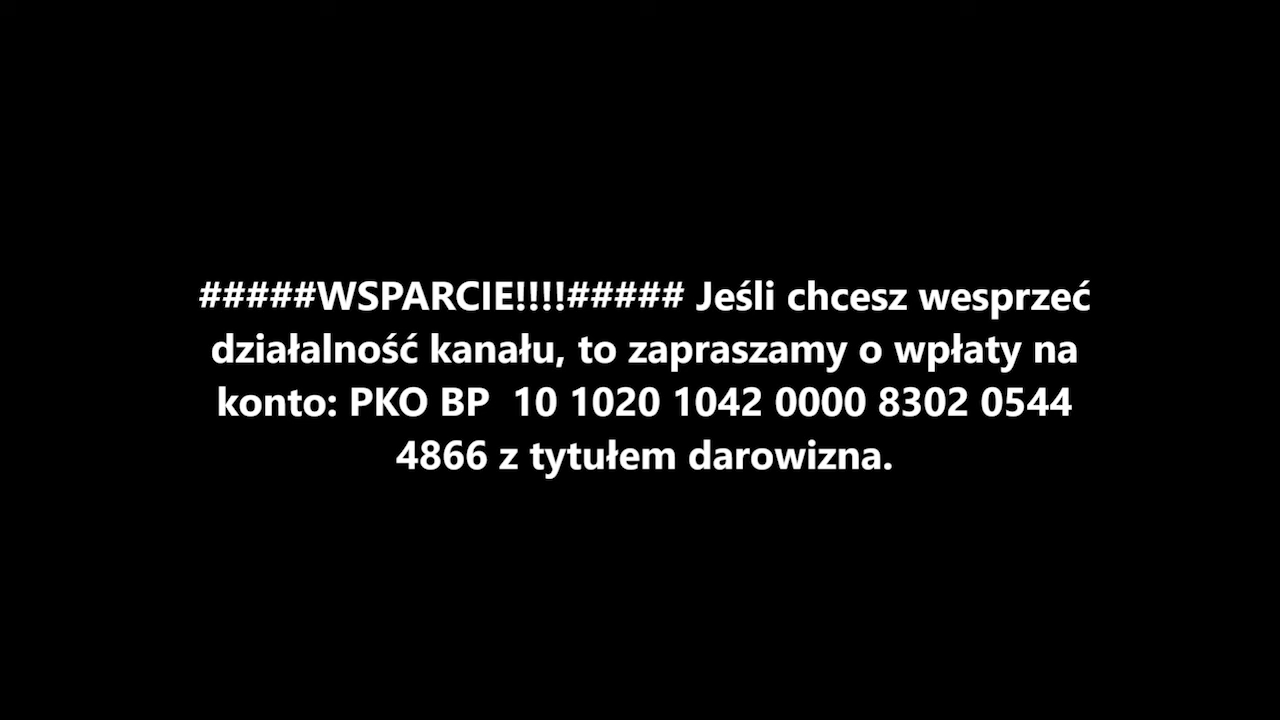 #####WSPARCIE!!!!##### Jeśli chcesz wesprzeć
działalność kanału, to zapraszamy o wpłaty na
konto: PKO BP  10 1020 1042 0000 8302 0544
4866 z tytułem darowizna.